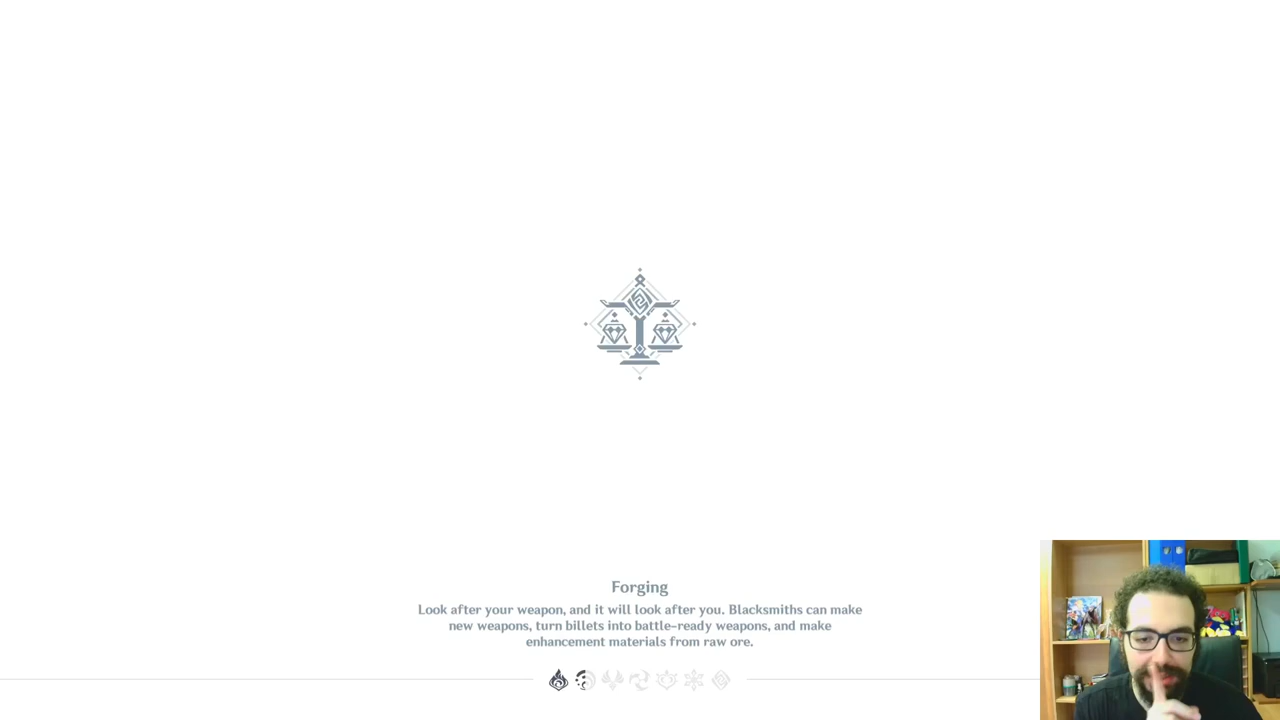 Forging
Look after your weapon, and it will look after you. Blacksmiths can make
new weapons, turn billets into battle-ready weapons, and make
enhancement materials from raw ore.